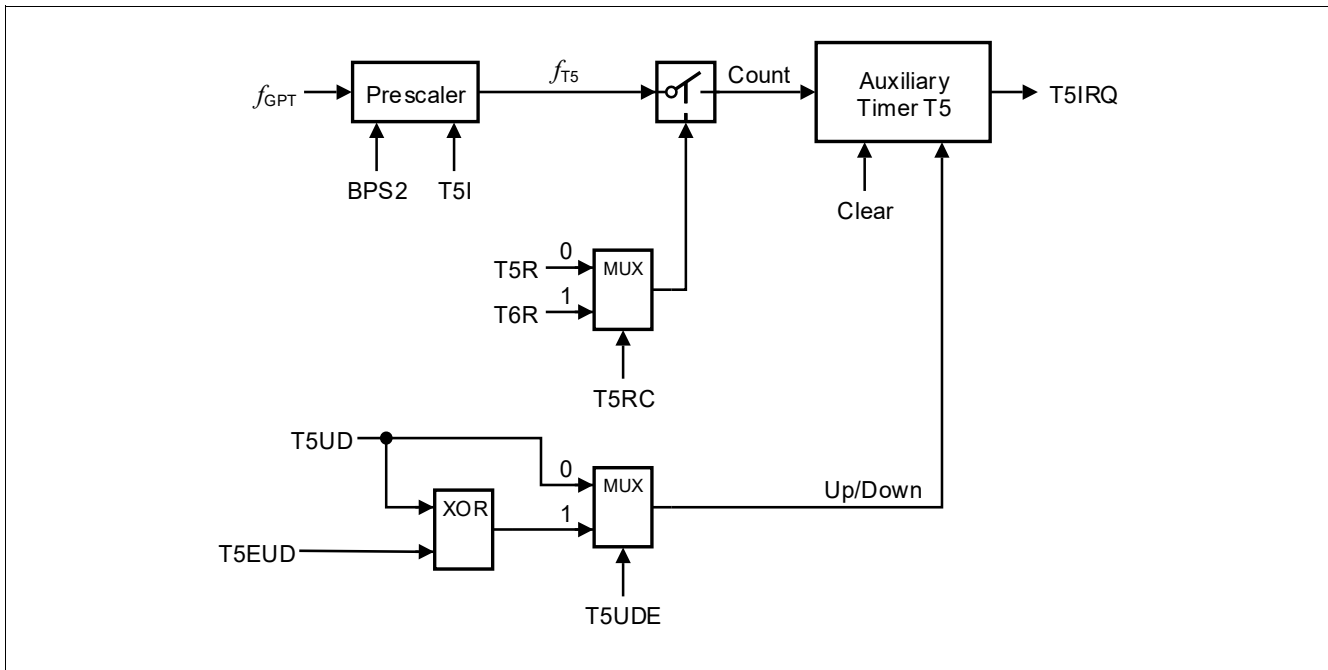 fGPT
Prescaler
fT5
Count
Auxiliary
Timer T5
T5IRQ
BPS2
T5I
Clear
T5R
0
MUX
T6R
1
T5RC
T5UD
0
MUX
XOR
1
Up/Down
T5EUD
T5UDE